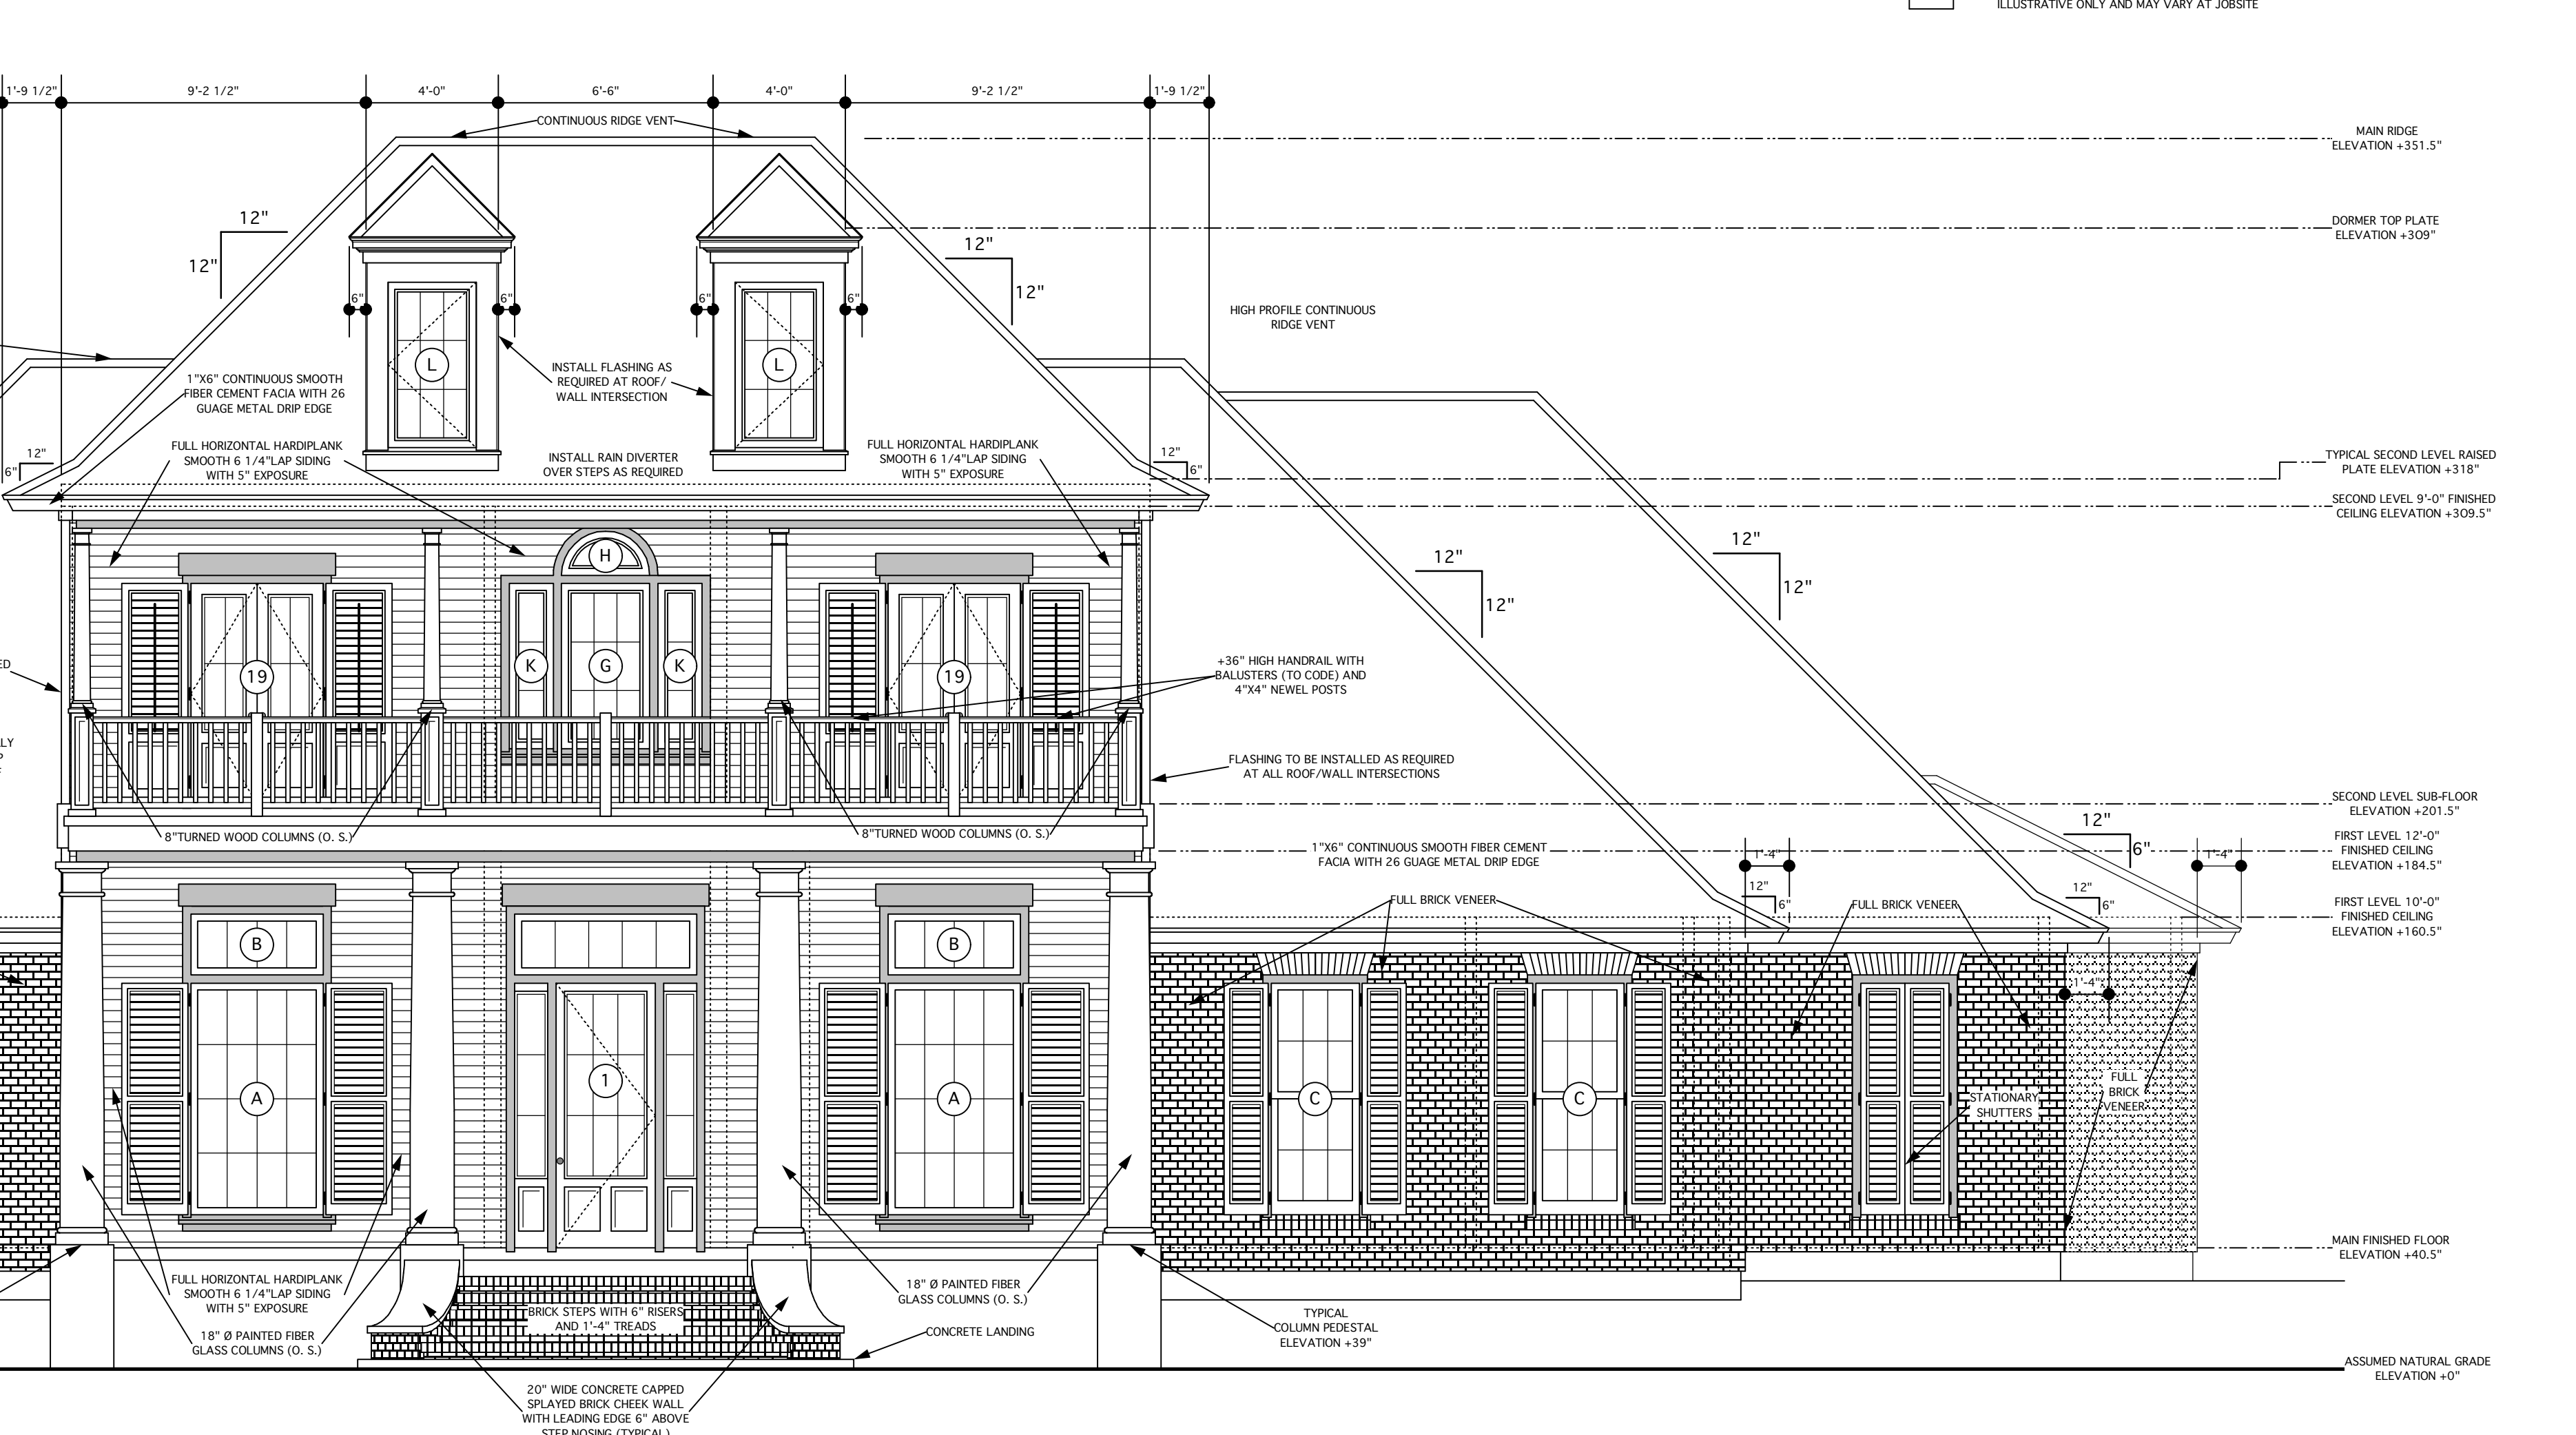 ILLUSTRATIVE ONLY AND MAY VARY AT JOBSITE
1'-9 1/2"
9'-2 1/2"
4'-0"
6'-6"
4'-0"
9'-2 1/2"
1'-9 1/2"
CONTINUOUS RIDGE VENT
MAIN RIDGE
ELEVATION +351.5"
12"
12"
12"
12"
DORMER TOP PLATE
ELEVATION +309"
6"
6"
6"
6"
HIGH PROFILE CONTINUOUS
RIDGE VENT
L
L
INSTALL FLASHING AS
REQUIRED AT ROOF/
WALL INTERSECTION
1"X6" CONTINUOUS SMOOTH
FIBER CEMENT FACIA WITH 26
GUAGE METAL DRIP EDGE
FULL HORIZONTAL HARDIPLANK
SMOOTH 6 1/4"LAP SIDING
WITH 5" EXPOSURE
INSTALL RAIN DIVERTER
OVER STEPS AS REQUIRED
FULL HORIZONTAL HARDIPLANK
SMOOTH 6 1/4"LAP SIDING
WITH 5" EXPOSURE
12"
6"
12"
6"
TYPICAL SECOND LEVEL RAISED
PLATE ELEVATION +318"
SECOND LEVEL 9'-0" FINISHED
CEILING ELEVATION +309.5"
H
12"
12"
12"
12"
19
K
G
K
19
ED
+36" HIGH HANDRAIL WITH
BALUSTERS (TO CODE) AND
4"X4" NEWEL POSTS
LY
FLASHING TO BE INSTALLED AS REQUIRED
AT ALL ROOF/WALL INTERSECTIONS
SECOND LEVEL SUB-FLOOR
ELEVATION +201.5"
8"TURNED WOOD COLUMNS (O. S.)
8"TURNED WOOD COLUMNS (O. S.)
12"
6"
1"X6" CONTINUOUS SMOOTH FIBER CEMENT
FACIA WITH 26 GUAGE METAL DRIP EDGE
1'-4"
1'-4"
FIRST LEVEL 12'-0"
FINISHED CEILING
ELEVATION +184.5"
12"
6"
12"
6"
FULL BRICK VENEER
FULL BRICK VENEER
FIRST LEVEL 10'-0"
FINISHED CEILING
ELEVATION +160.5"
B
B
1'-4"
A
1
A
C
C
STATIONARY
SHUTTERS
FULL
BRICK
VENEER
MAIN FINISHED FLOOR
ELEVATION +40.5"
FULL HORIZONTAL HARDIPLANK
SMOOTH 6 1/4"LAP SIDING
WITH 5" EXPOSURE
18" Ø PAINTED FIBER
GLASS COLUMNS (O. S.)
BRICK STEPS WITH 6" RISERS
AND 1'-4" TREADS
18" Ø PAINTED FIBER
GLASS COLUMNS (O. S.)
CONCRETE LANDING
TYPICAL
COLUMN PEDESTAL
ELEVATION +39"
ASSUMED NATURAL GRADE
ELEVATION +0"
20" WIDE CONCRETE CAPPED
SPLAYED BRICK CHEEK WALL
WITH LEADING EDGE 6" ABOVE
STEP NOSING (TYPICAL)